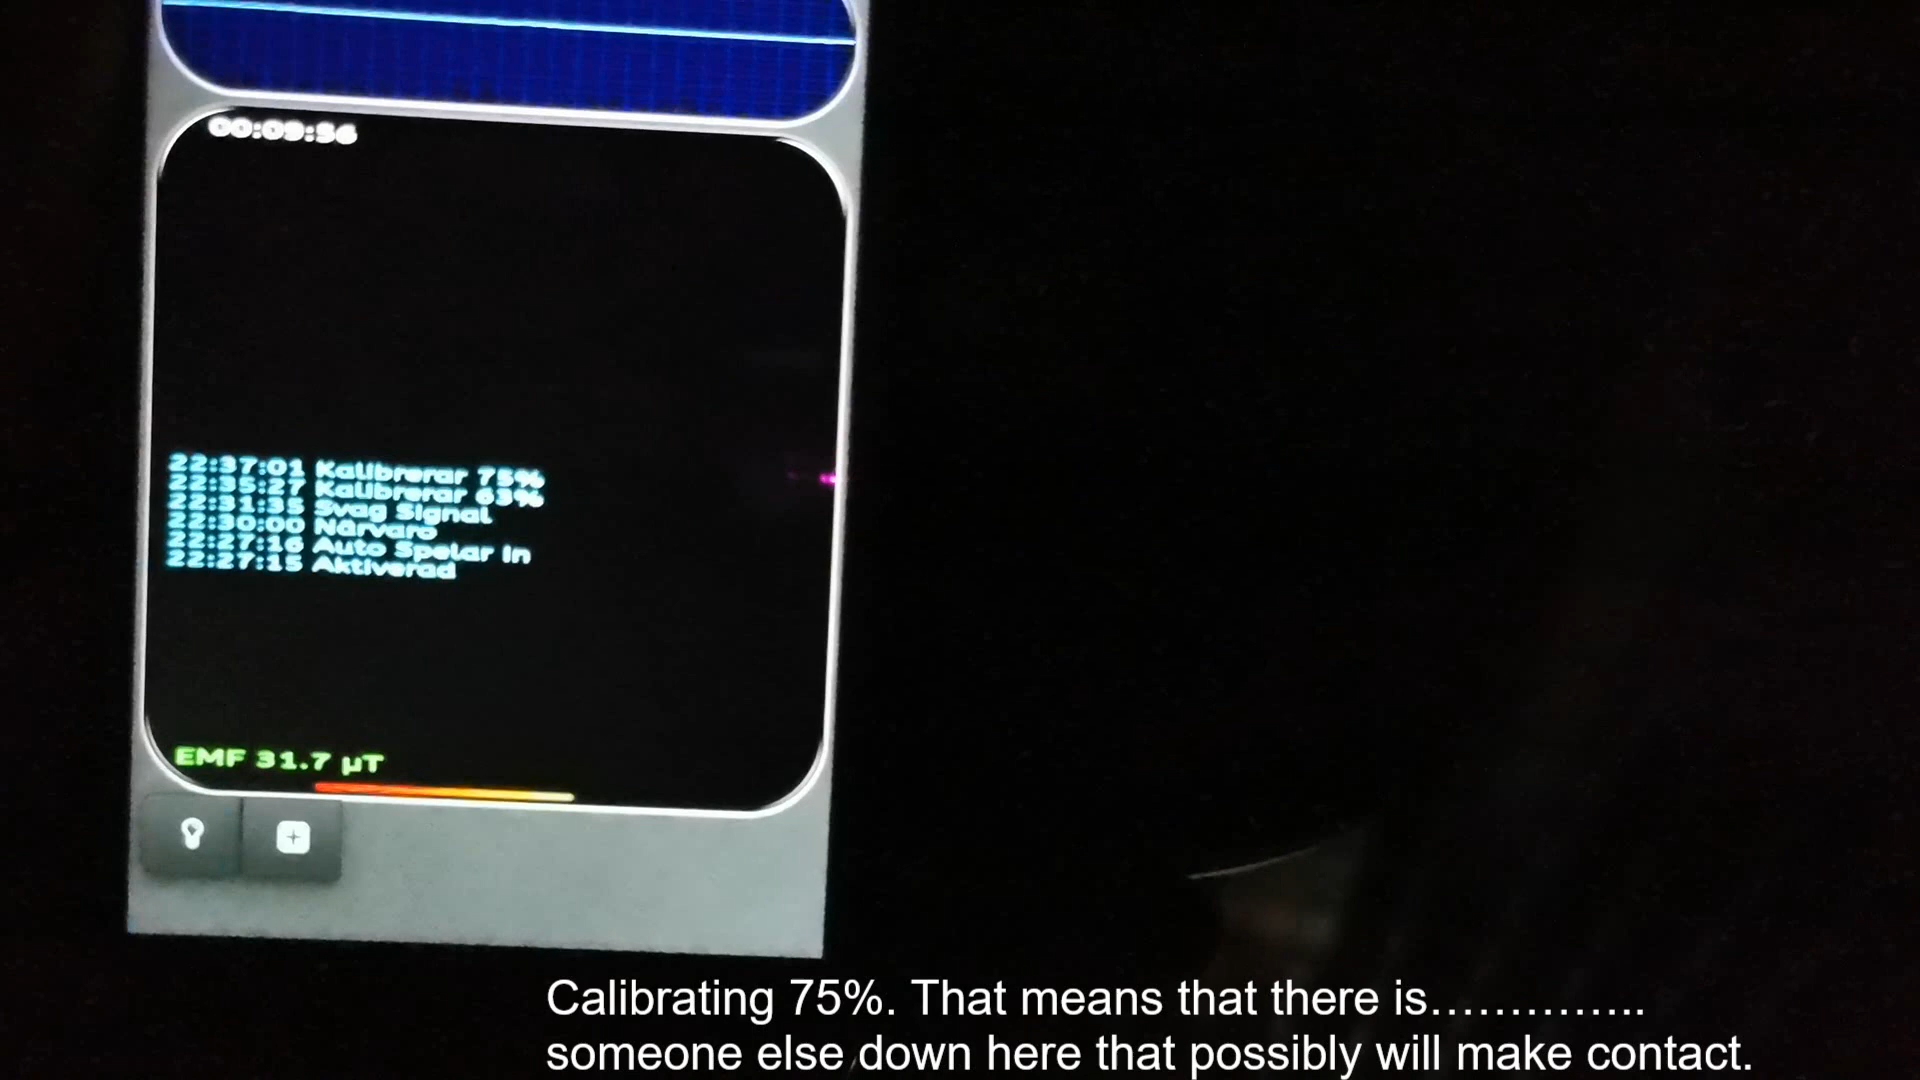 00:09:56
22:37:01 Kalibrerar 75%
22:35:27 Kalibrerar 63%
22:31:35 Svag Signal
22:30:00 Närvaro
22:27:16 Auto Spelar in
22:27:15 Aktiverad
EMF 31.7 µT
Calibrating 75%. That means that there is…………..
someone else down here that possibly will make contact.